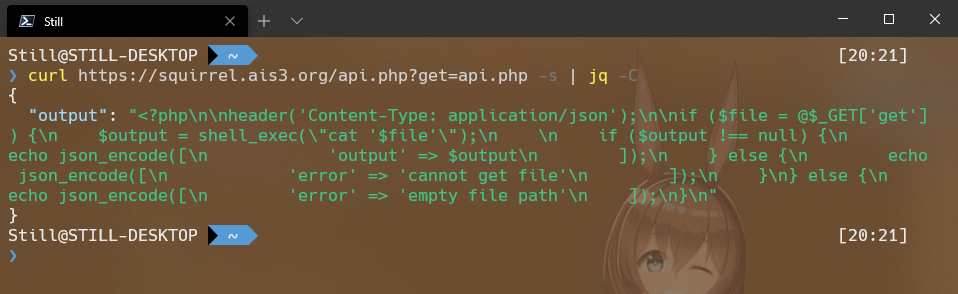 Still
Still@STILL-DESKTOP ~ [20:21]
❯ curl https://squirrel.ais3.org/api.php?get=api.php -s | jq -C
{
  "output": "<?php\n\nheader('Content-Type: application/json');\n\nif ($file = @$_GET['get']
) {\n    $output = shell_exec(\"cat '$file'\");\n    \n    if ($output !== null) {\n
echo json_encode([\n            'output' => $output\n        ]);\n    } else {\n        echo
 json_encode([\n            'error' => 'cannot get file'\n        ]);\n    }\n} else {\n
echo json_encode([\n        'error' => 'empty file path'\n    ]);\n}\n"
}
Still@STILL-DESKTOP ~ [20:21]
❯